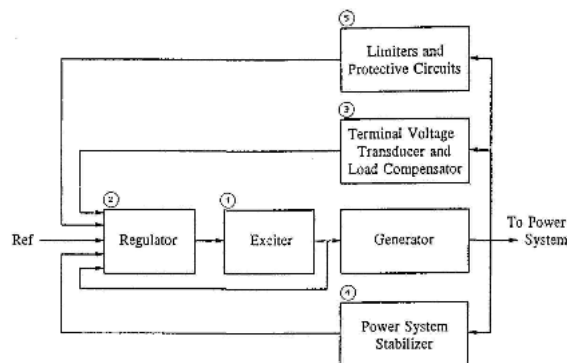 5
Limiters and
Protective Circuits
3
Terminal Voltage
Transducer and
Load Compensator
2
1
To Power
System
Ref
Regulator
Exciter
Generator
4
Power System
Stabilizer